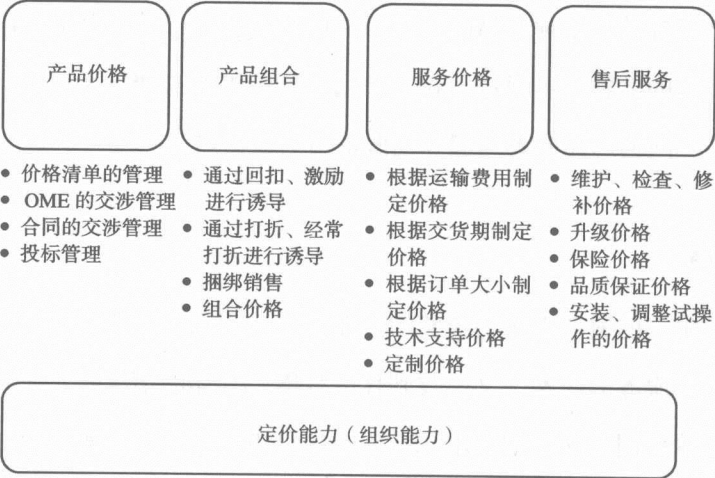 产品价格
产品组合
服务价格
售后服务
• 价格清单的管理
• OME 的交涉管理
• 合同的交涉管理
• 投标管理
• 通过回扣、激励
进行诱导
• 通过打折、经常
打折进行诱导
• 捆绑销售
• 组合价格
• 根据运输费用制
定价格
• 根据交货期制定
价格
• 根据订单大小制
定价格
• 技术支持价格
• 定制价格
• 维护、检查、修
补价格
• 升级价格
• 保险价格
• 品质保证价格
• 安装、调整试操
作的价格
定价能力（组织能力）